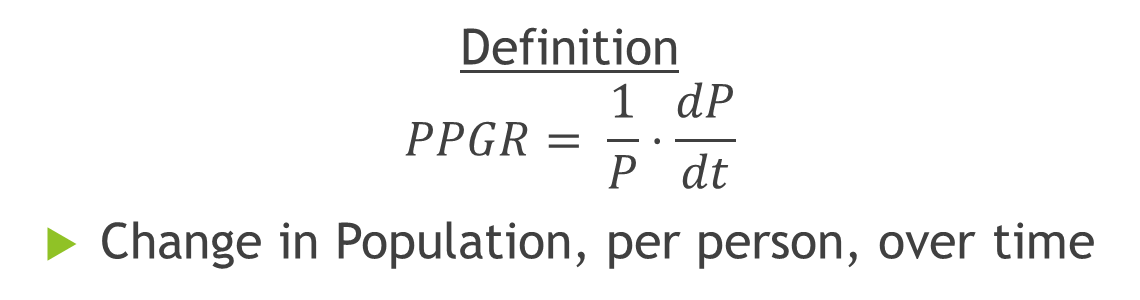 Definition
PPGR = 1/P · dP/dt
Change in Population, per person, over time